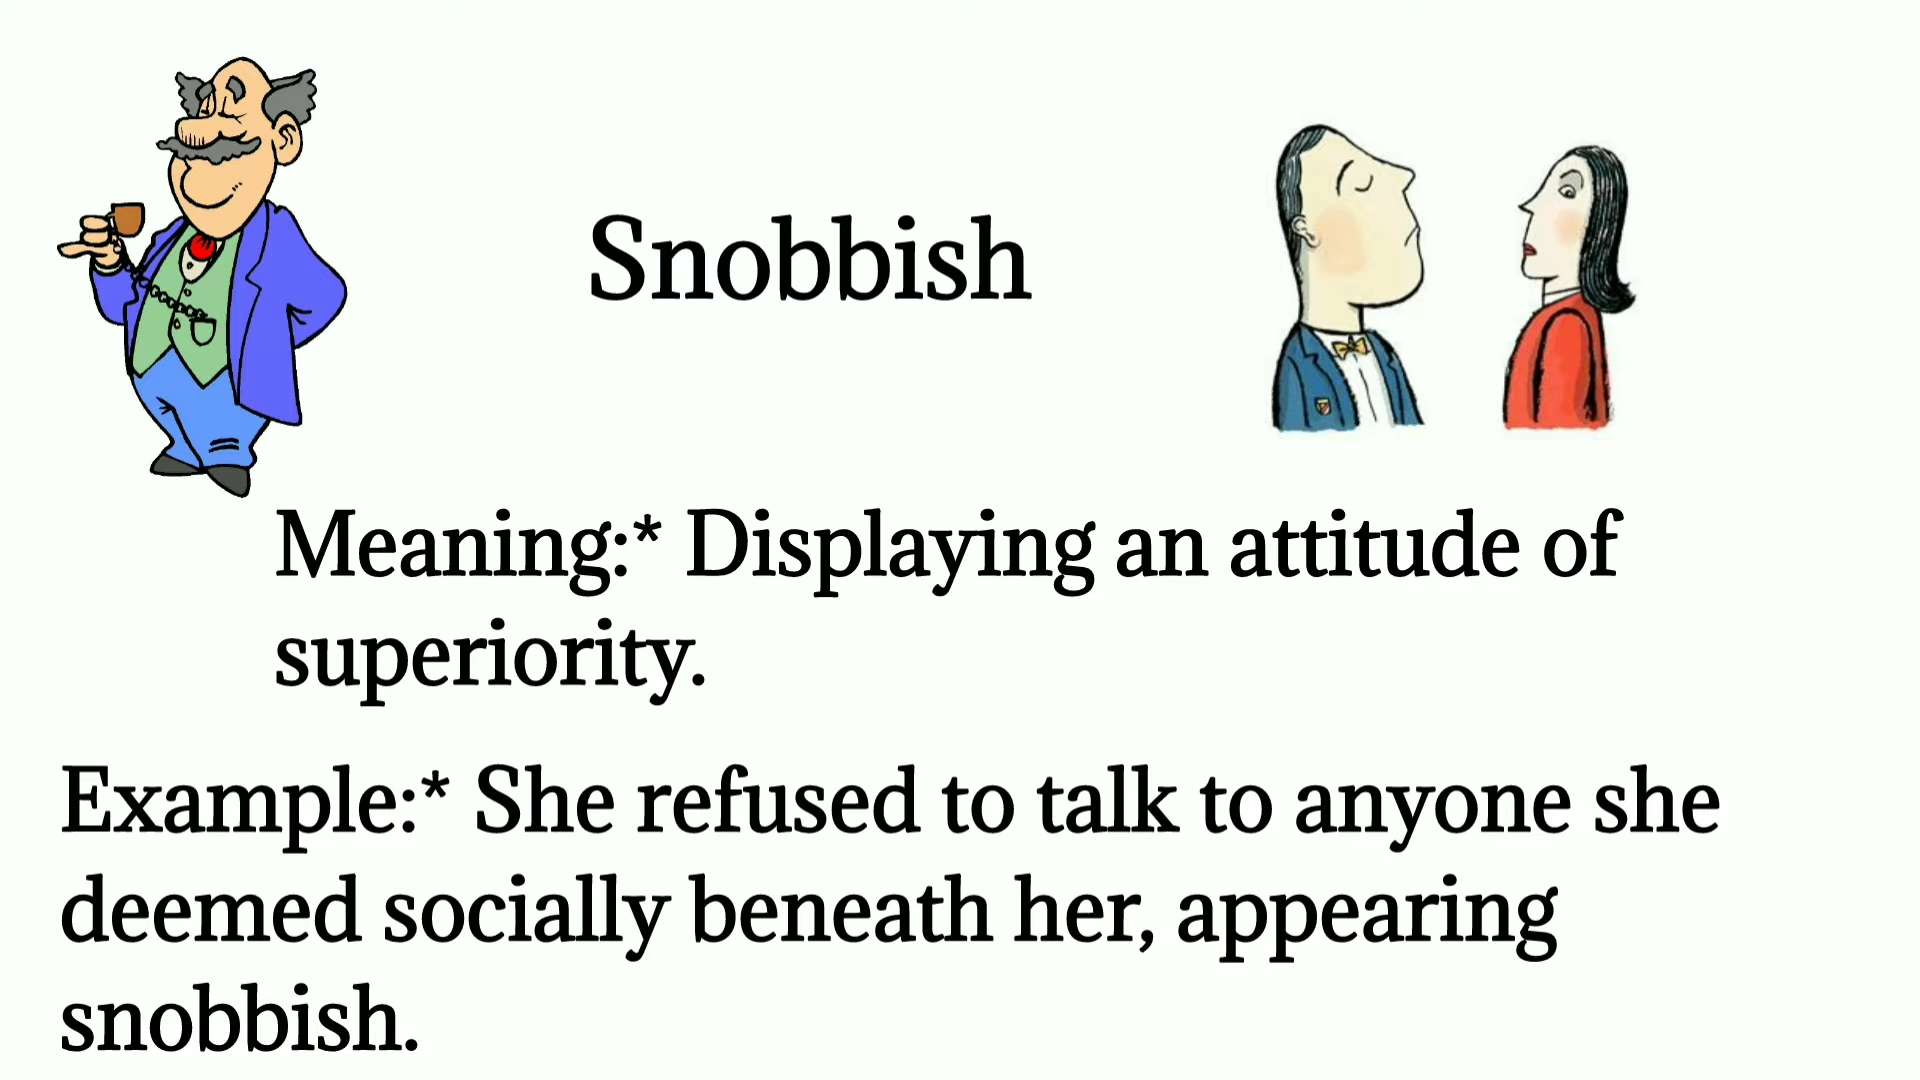 Snobbish
Meaning:* Displaying an attitude of
superiority.
Example:* She refused to talk to anyone she
deemed socially beneath her, appearing
snobbish.